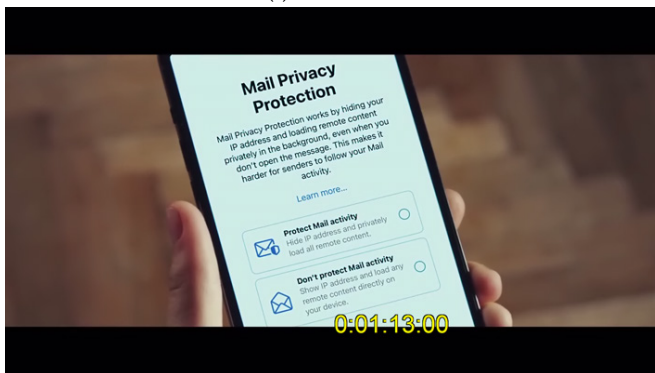 Mail Privacy
Protection
Mail Privacy Protection works by hiding your
IP address and loading remote content
privately in the background, even when you
don't open the message. This makes it
harder for senders to follow your Mail
activity.
Learn more...
Protect Mail activity
Hide IP address and privately
load all remote content.
Don't protect Mail activity
Show IP address and load any
remote content directly on
your device.
0:01:13:00